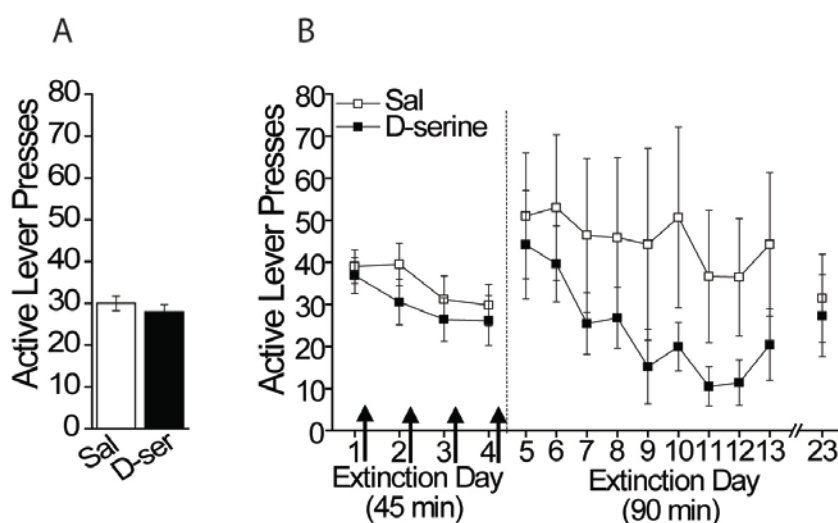 A
Active Lever Presses
80
70
60
50
40
30
20
10
0
Sal
D-ser
B
Active Lever Presses
80
70
60
50
40
30
20
10
0
Sal
D-serine
1 2 3 4
Extinction Day
(45 min)
5 6 7 8 9 10 11 12 13 23
Extinction Day
(90 min)